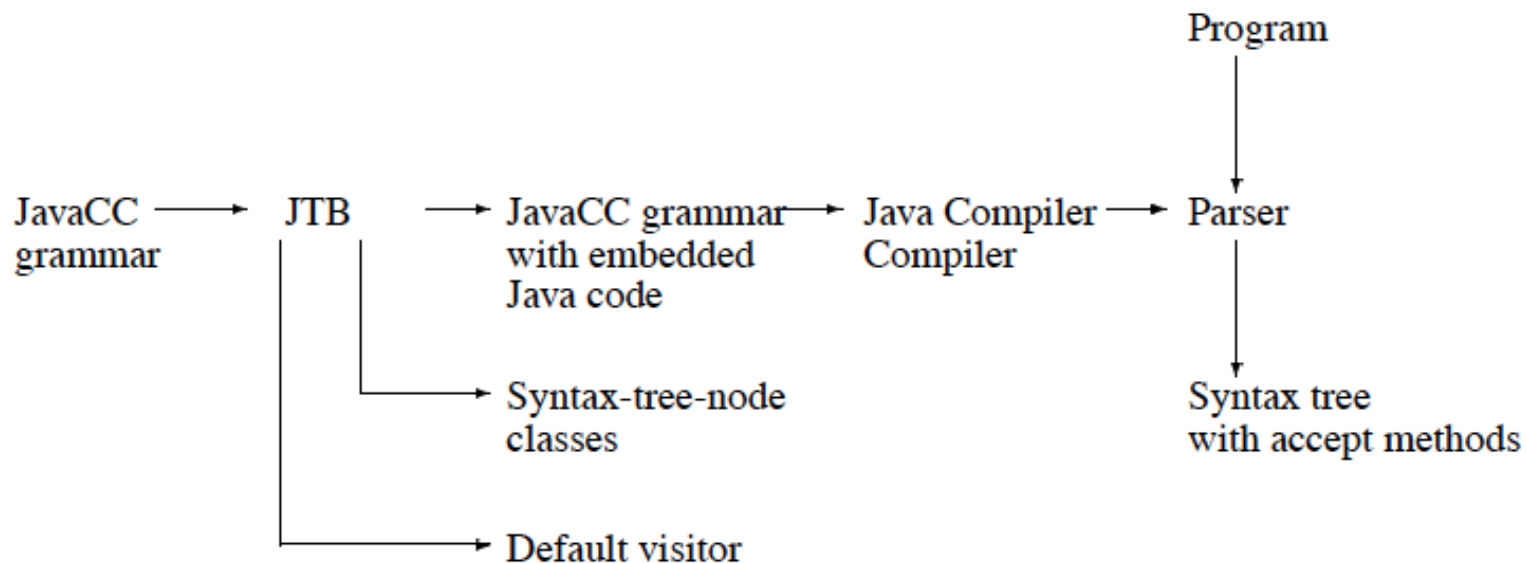 Program
JavaCC
grammar
JTB
JavaCC grammar
with embedded
Java code
Java Compiler
Compiler
Parser
Syntax-tree-node
classes
Syntax tree
with accept methods
Default visitor